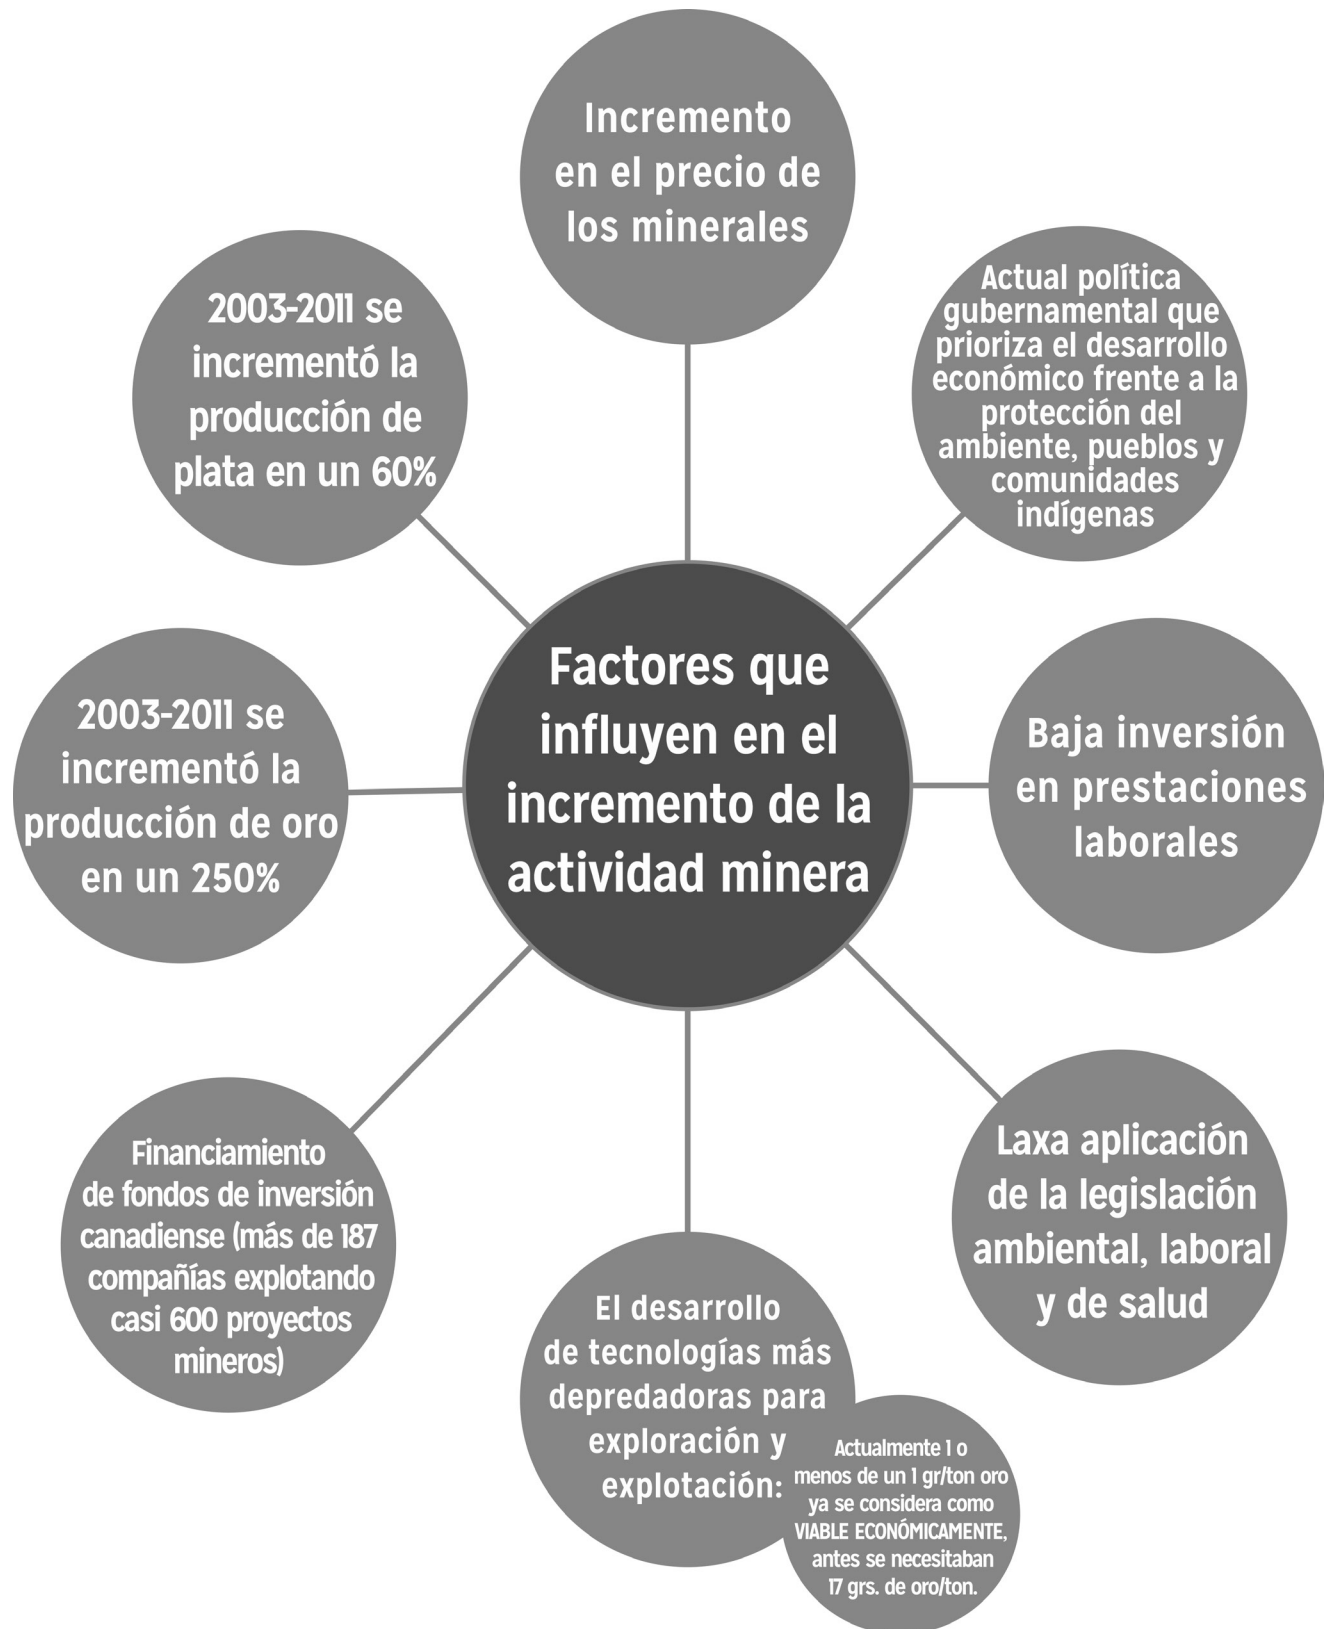 Incremento
en el precio de
los minerales
Actual política
gubernamental que
prioriza el desarrollo
económico frente a la
protección del
ambiente, pueblos y
comunidades
indígenas
2003-2011 se
incrementó la
producción de
plata en un 60%
Factores que
influyen en el
incremento de la
actividad minera
Baja inversión
en prestaciones
laborales
2003-2011 se
incrementó la
producción de oro
en un 250%
Laxa aplicación
de la legislación
ambiental, laboral
y de salud
Financiamiento
de fondos de inversión
canadiense (más de 187
compañías explotando
casi 600 proyectos
mineros)
El desarrollo
de tecnologías más
depredadoras para
exploración y
explotación:
Actualmente 1 o
menos de un 1 gr/ton oro
ya se considera como
VIABLE ECONÓMICAMENTE,
antes se necesitaban
17 grs. de oro/ton.